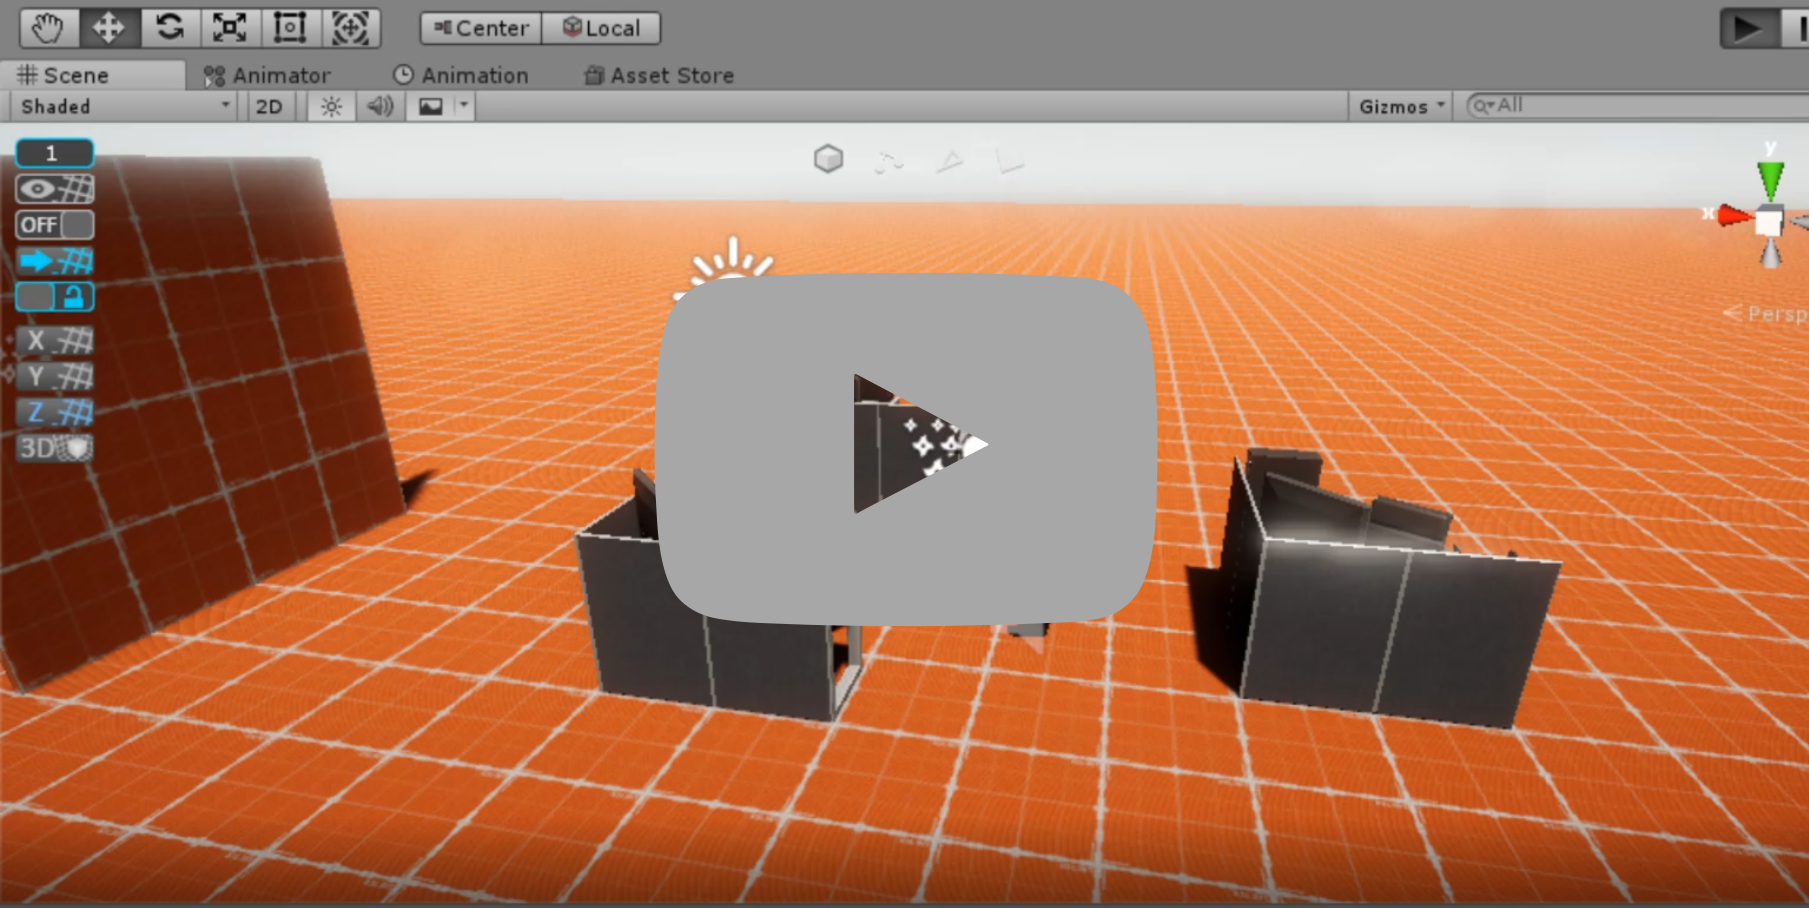 Center Local
Scene Animator Animation Asset Store
Shaded 2D Gizmos All
1
OFF
X
Y
Z
3D
y
x
Persp